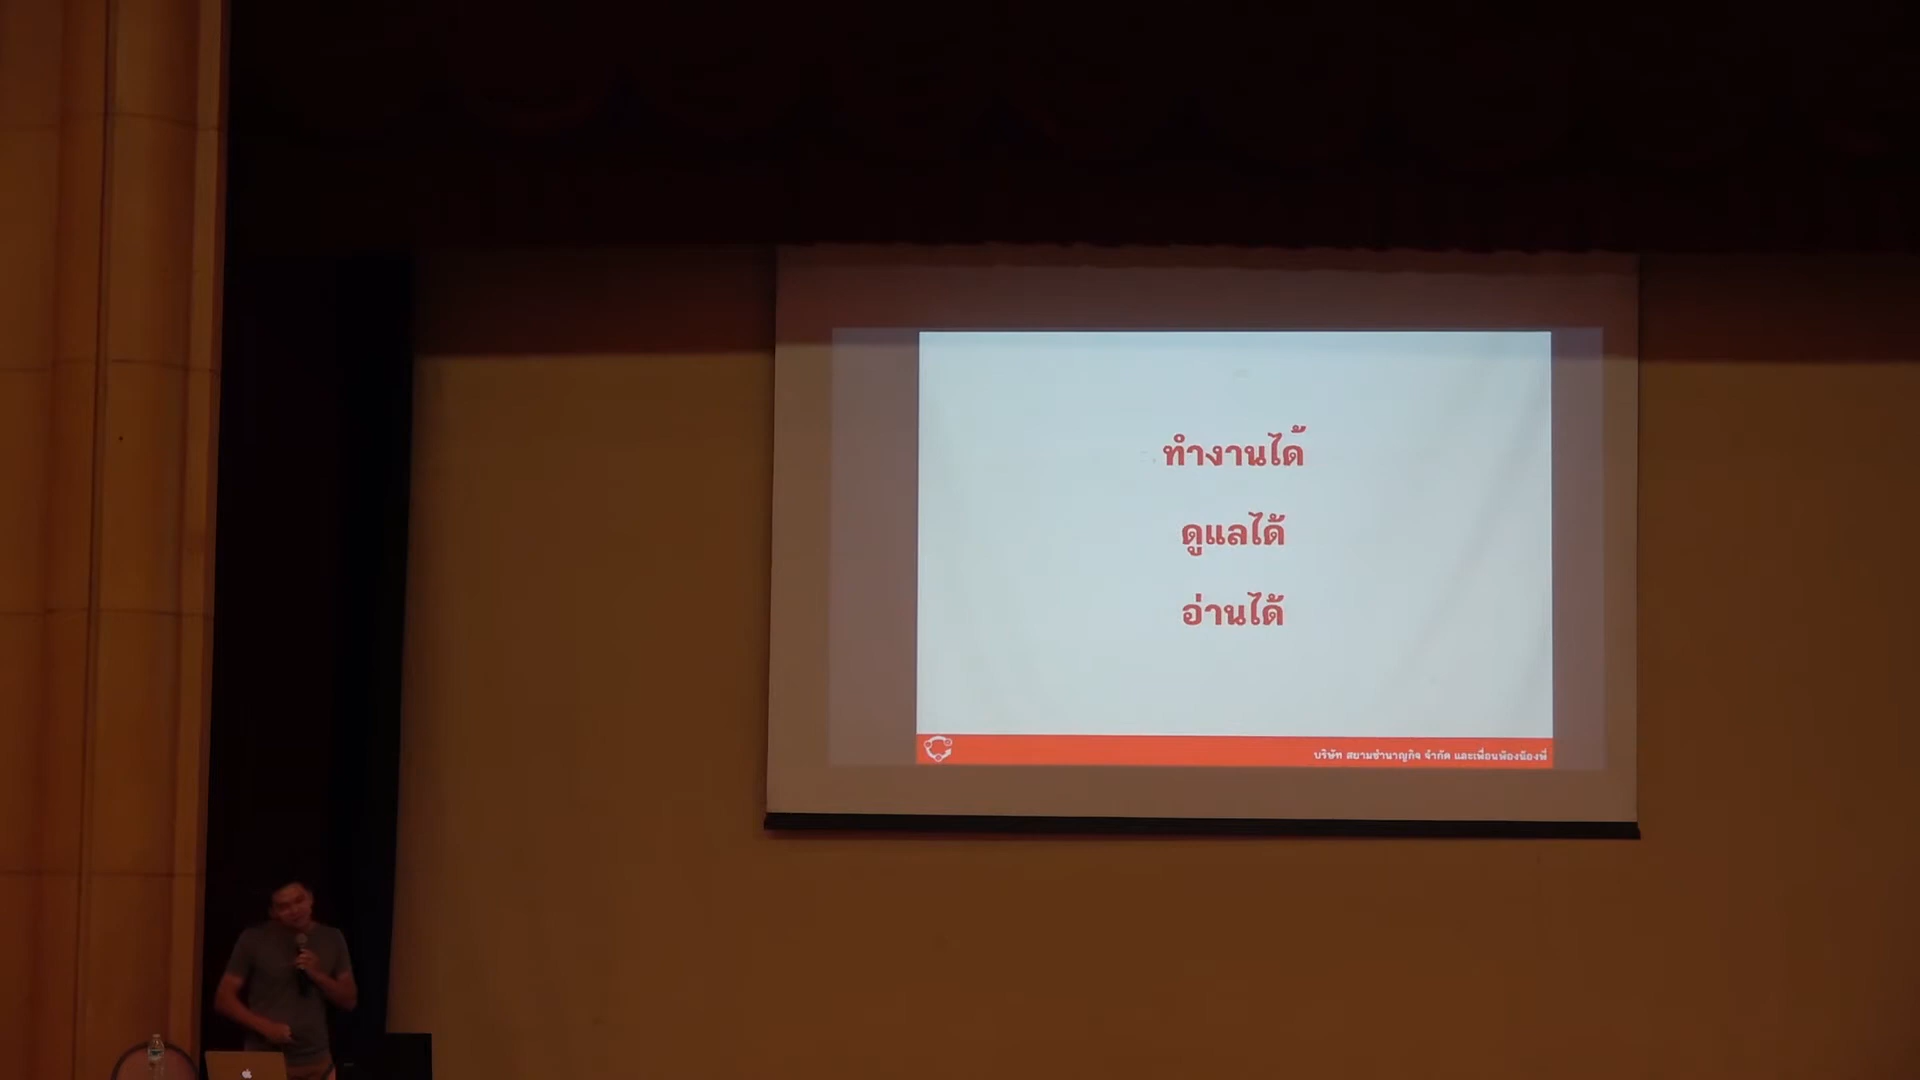 ทำงานได้
ดูแลได้
อ่านได้
บริษัท สยามชำนาญกิจ จำกัด และเพื่อนพ้องน้องพี่